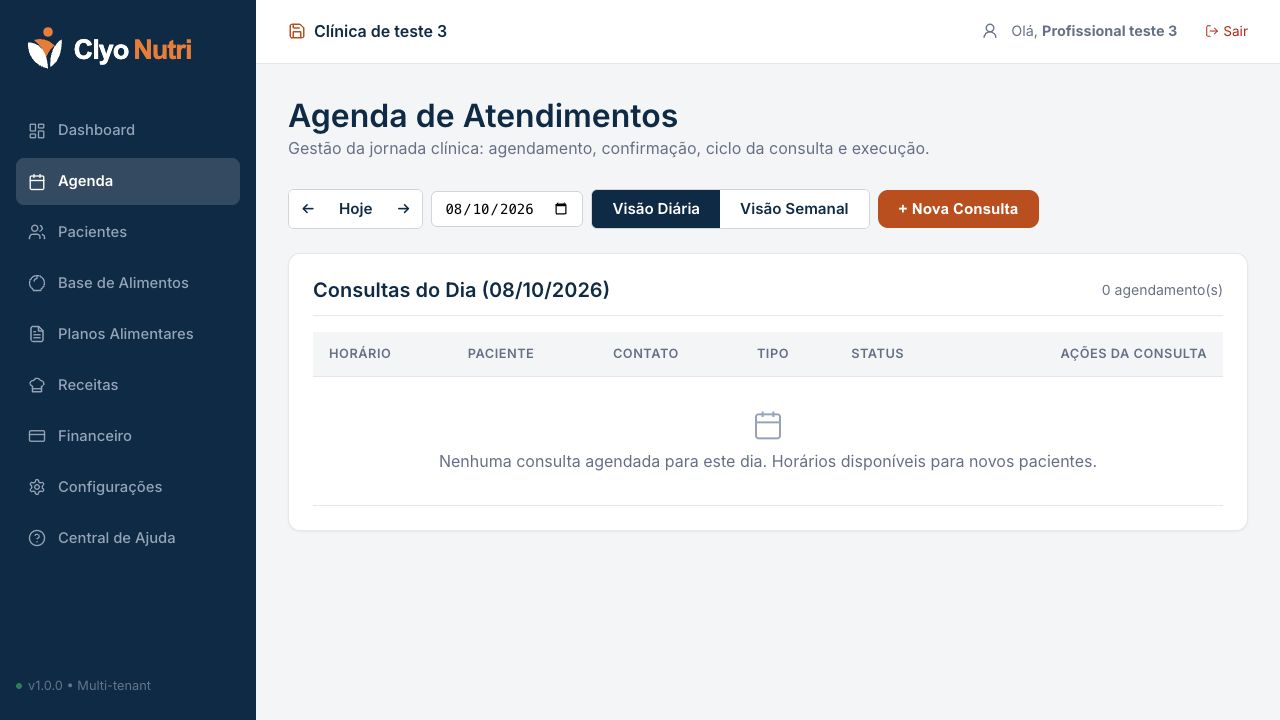 Clyo Nutri
Dashboard
Agenda
Pacientes
Base de Alimentos
Planos Alimentares
Receitas
Financeiro
Configurações
Central de Ajuda
v1.0.0 • Multi-tenant
Clínica de teste 3
Olá, Profissional teste 3
Sair
Agenda de Atendimentos
Gestão da jornada clínica: agendamento, confirmação, ciclo da consulta e execução.
← Hoje →
08/10/2026
Visão Diária
Visão Semanal
+ Nova Consulta
Consultas do Dia (08/10/2026)
0 agendamento(s)
HORÁRIO PACIENTE CONTATO TIPO STATUS AÇÕES DA CONSULTA
Nenhuma consulta agendada para este dia. Horários disponíveis para novos pacientes.